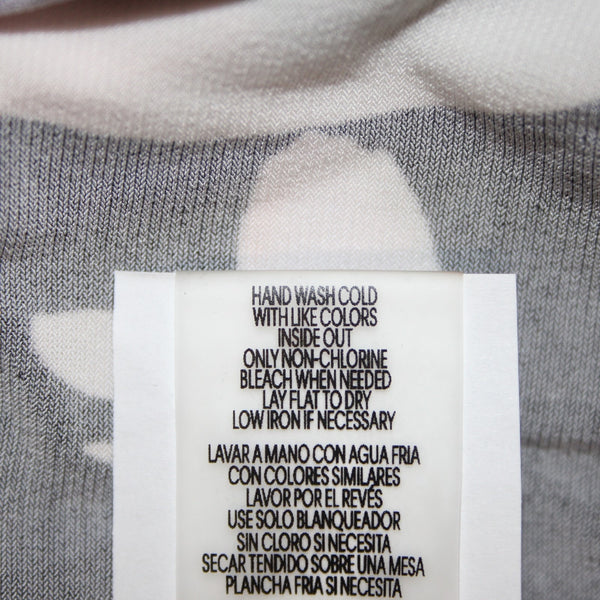 HAND WASH COLD
WITH LIKE COLORS
INSIDE OUT
ONLY NON-CHLORINE
BLEACH WHEN NEEDED
LAY FLAT TO DRY
LOW IRON IF NECESSARY
LAVAR A MANO CON AGUA FRIA
CON COLORES SIMILARES
LAVOR POR EL REVÉS
USE SOLO BLANQUEADOR
SIN CLORO SI NECESITA
SECAR TENDIDO SOBRE UNA MESA
PLANCHA FRIA SI NECESITA